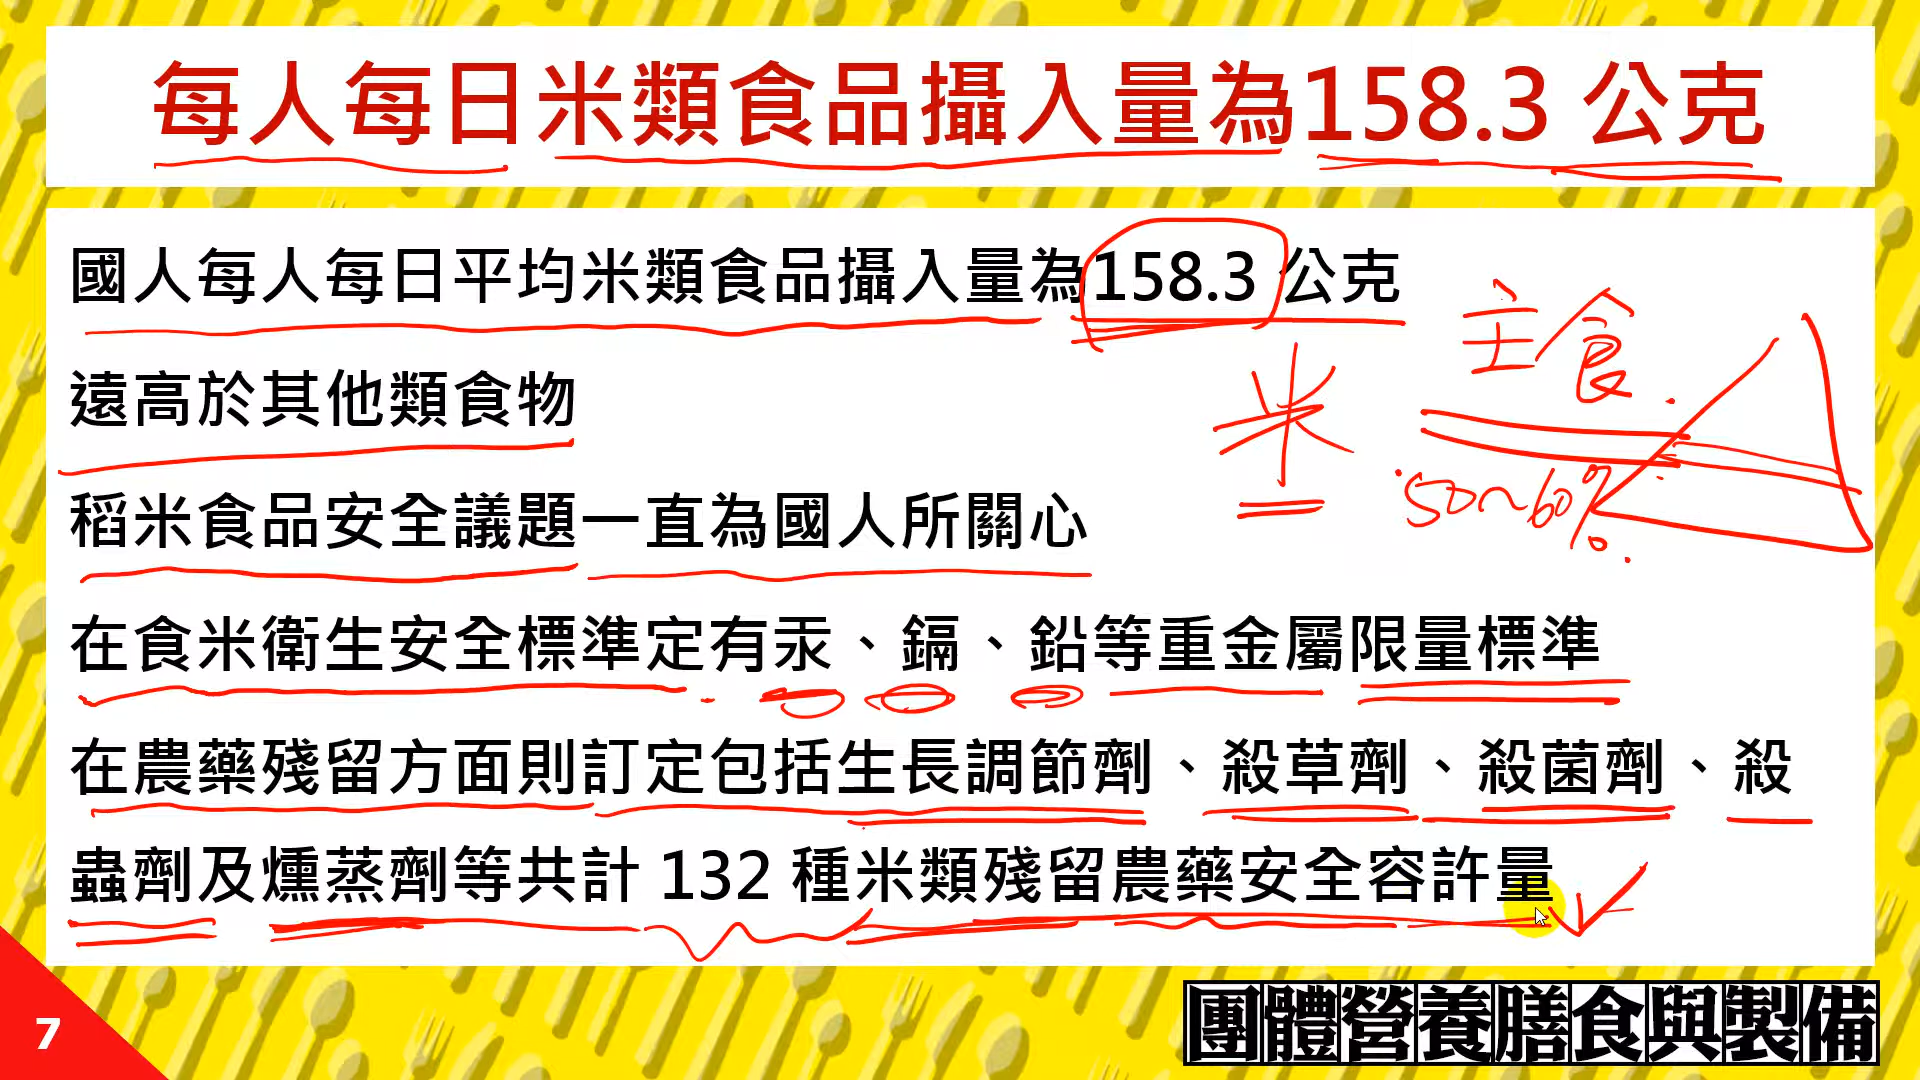 每人每日米類食品攝入量為158.3 公克
國人每人每日平均米類食品攝入量為158.3 公克
遠高於其他類食物
米
主食
50~60%
稻米食品安全議題一直為國人所關心
在食米衛生安全標準定有汞、鎘、鉛等重金屬限量標準
在農藥殘留方面則訂定包括生長調節劑、殺草劑、殺菌劑、殺
蟲劑及燻蒸劑等共計 132 種米類殘留農藥安全容許量
7
團體營養膳食與製備